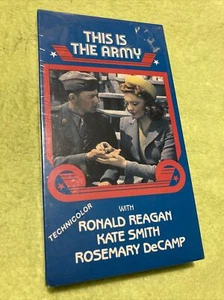 THIS IS
THE ARMY
TECHNICOLOR
WITH
RONALD REAGAN
KATE SMITH
ROSEMARY DeCAMP